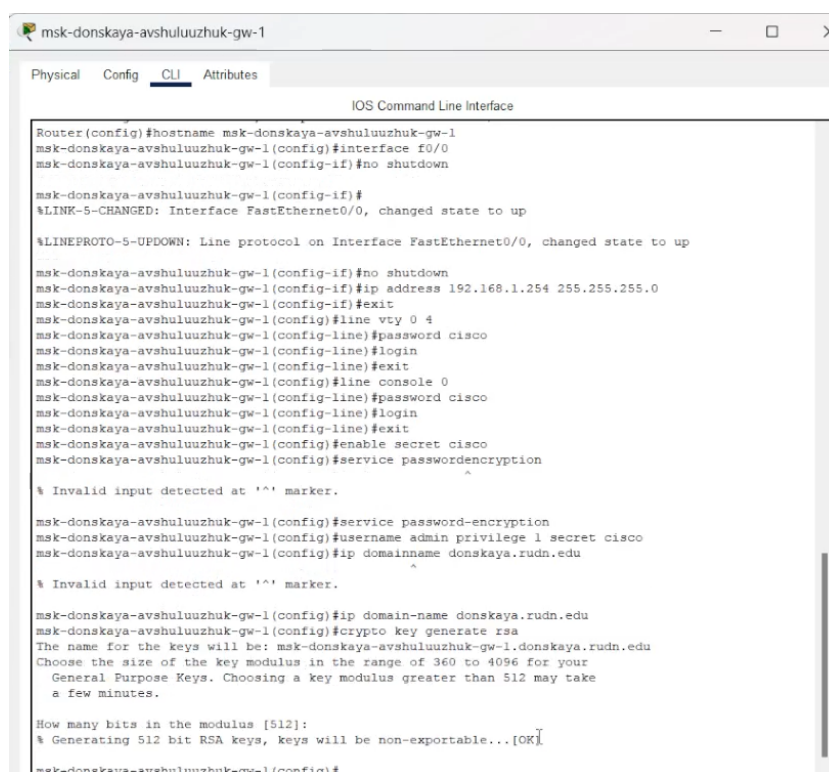 msk-donskaya-avshuluuzhuk-gw-1
Physical Config CLI Attributes
IOS Command Line Interface
Router(config)#hostname msk-donskaya-avshuluuzhuk-gw-1
msk-donskaya-avshuluuzhuk-gw-1(config)#interface f0/0
msk-donskaya-avshuluuzhuk-gw-1(config-if)#no shutdown
msk-donskaya-avshuluuzhuk-gw-1(config-if)#
%LINK-5-CHANGED: Interface FastEthernet0/0, changed state to up
%LINEPROTO-5-UPDOWN: Line protocol on Interface FastEthernet0/0, changed state to up
msk-donskaya-avshuluuzhuk-gw-1(config-if)#no shutdown
msk-donskaya-avshuluuzhuk-gw-1(config-if)#ip address 192.168.1.254 255.255.255.0
msk-donskaya-avshuluuzhuk-gw-1(config-if)#exit
msk-donskaya-avshuluuzhuk-gw-1(config)#line vty 0 4
msk-donskaya-avshuluuzhuk-gw-1(config-line)#password cisco
msk-donskaya-avshuluuzhuk-gw-1(config-line)#login
msk-donskaya-avshuluuzhuk-gw-1(config-line)#exit
msk-donskaya-avshuluuzhuk-gw-1(config)#line console 0
msk-donskaya-avshuluuzhuk-gw-1(config-line)#password cisco
msk-donskaya-avshuluuzhuk-gw-1(config-line)#login
msk-donskaya-avshuluuzhuk-gw-1(config-line)#exit
msk-donskaya-avshuluuzhuk-gw-1(config)#enable secret cisco
msk-donskaya-avshuluuzhuk-gw-1(config)#service passwordencryption
^
% Invalid input detected at '^' marker.
msk-donskaya-avshuluuzhuk-gw-1(config)#service password-encryption
msk-donskaya-avshuluuzhuk-gw-1(config)#username admin privilege 1 secret cisco
msk-donskaya-avshuluuzhuk-gw-1(config)#ip domainname donskaya.rudn.edu
^
% Invalid input detected at '^' marker.
msk-donskaya-avshuluuzhuk-gw-1(config)#ip domain-name donskaya.rudn.edu
msk-donskaya-avshuluuzhuk-gw-1(config)#crypto key generate rsa
The name for the keys will be: msk-donskaya-avshuluuzhuk-gw-1.donskaya.rudn.edu
Choose the size of the key modulus in the range of 360 to 4096 for your
General Purpose Keys. Choosing a key modulus greater than 512 may take
a few minutes.
How many bits in the modulus [512]:
% Generating 512 bit RSA keys, keys will be non-exportable...[OK]
msk-donskaya-avshuluuzhuk-gw-1(config)#